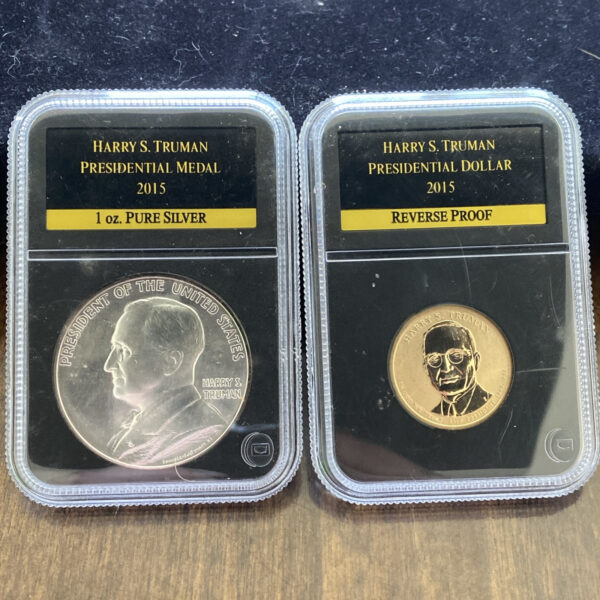 HARRY S. TRUMAN
PRESIDENTIAL MEDAL
2015
1 oz. PURE SILVER
PRESIDENT OF THE UNITED STATES
HARRY S.
TRUMAN
HARRY S. TRUMAN
PRESIDENTIAL DOLLAR
2015
REVERSE PROOF
HARRY S. TRUMAN